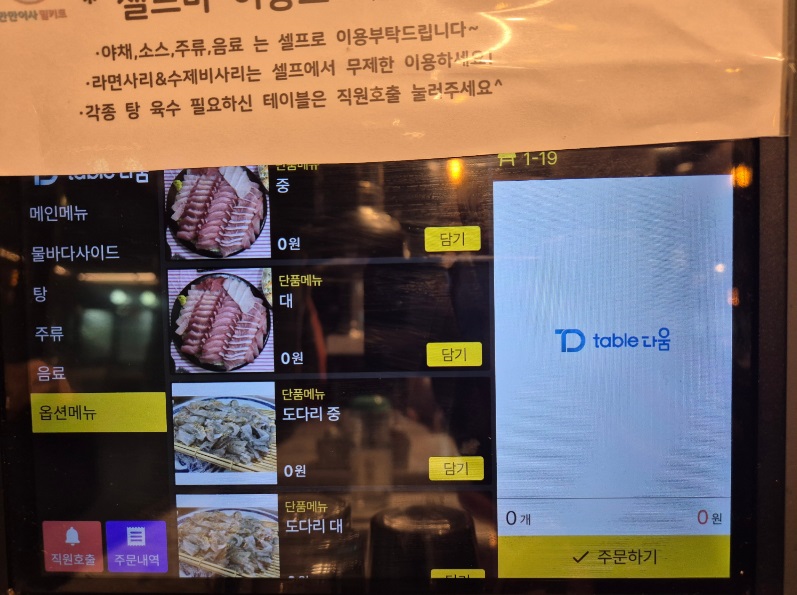 셀프바 이용
·야채,소스,주류,음료 는 셀프로 이용부탁드립니다~
·라면사리&수제비사리는 셀프에서 무제한 이용하세요!
·각종 탕 육수 필요하신 테이블은 직원호출 눌러주세요^
table 다움
메인메뉴
물바다사이드
탕
주류
음료
옵션메뉴
직원호출
주문내역
단품메뉴
중
0원
담기
단품메뉴
대
0원
담기
단품메뉴
도다리 중
0원
담기
단품메뉴
도다리 대
담기
1-19
table 다움
0 개
0 원
주문하기